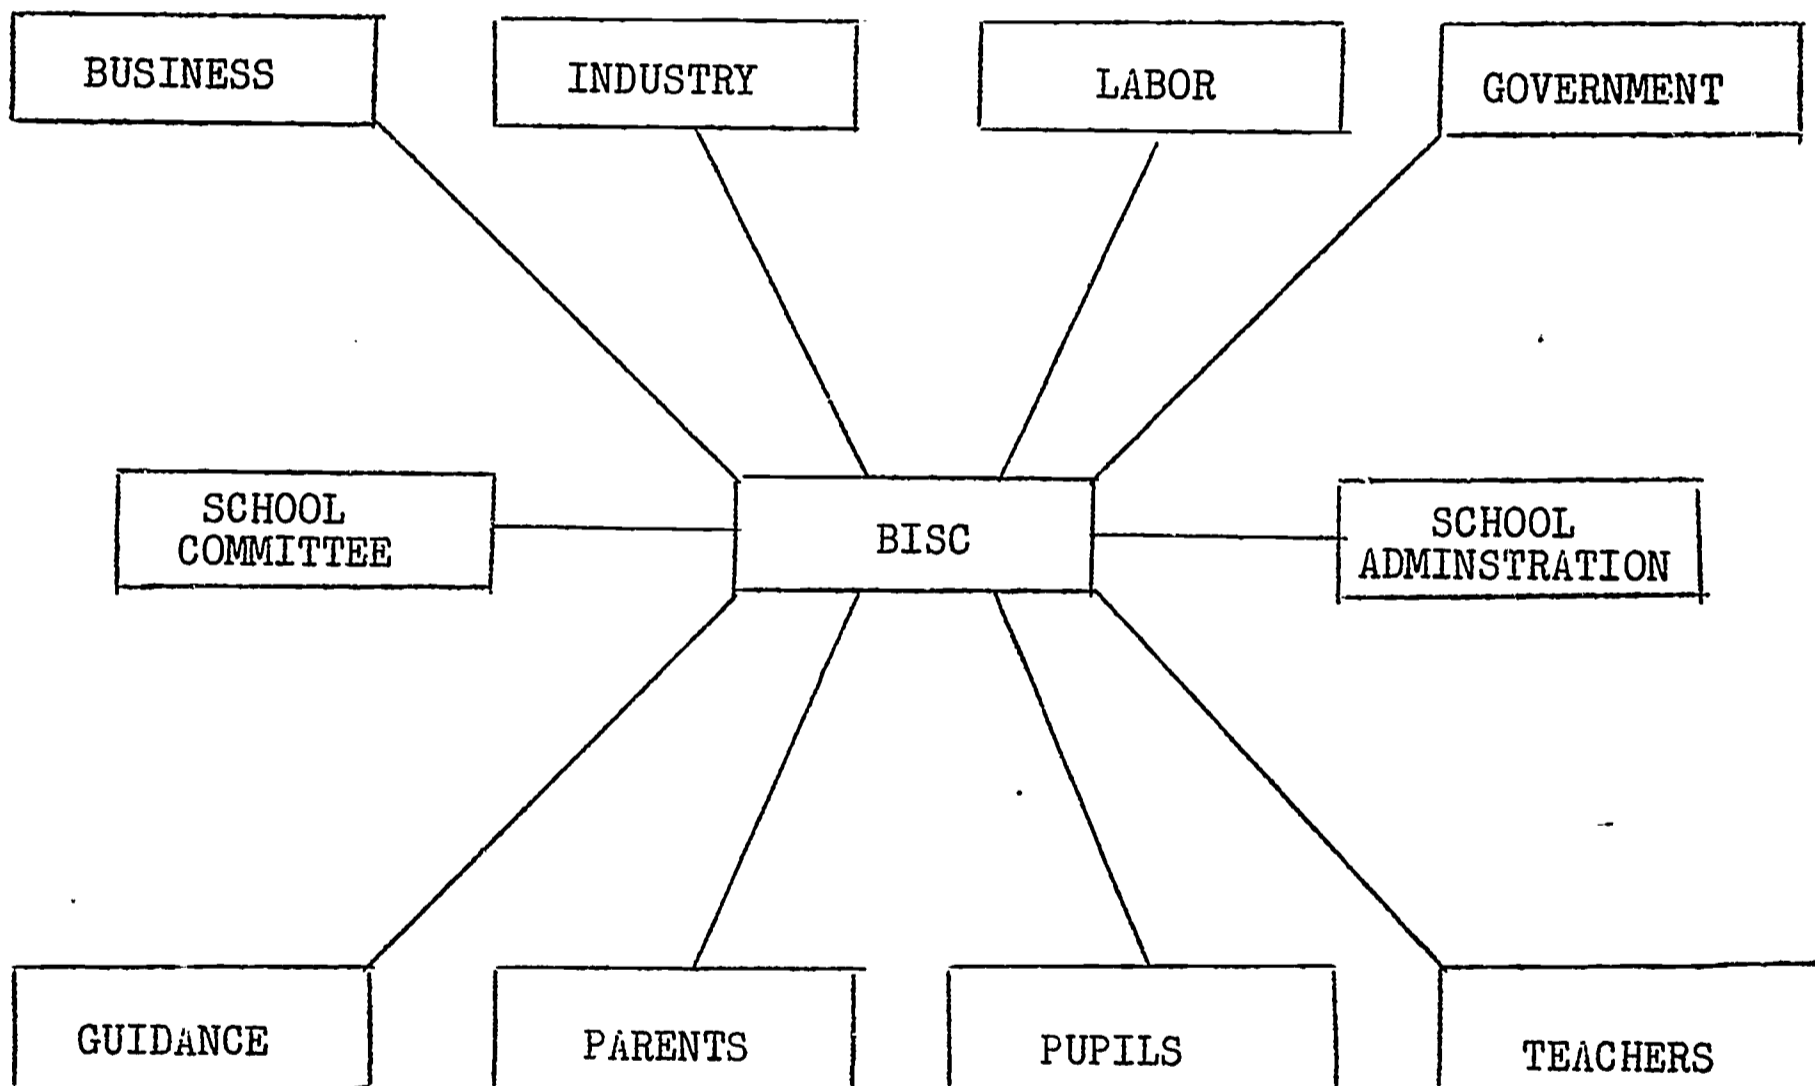 BUSINESS
INDUSTRY
LABOR
GOVERNMENT
SCHOOL
COMMITTEE
BISC
SCHOOL
ADMINSTRATION
GUIDANCE
PARENTS
PUPILS
TEACHERS